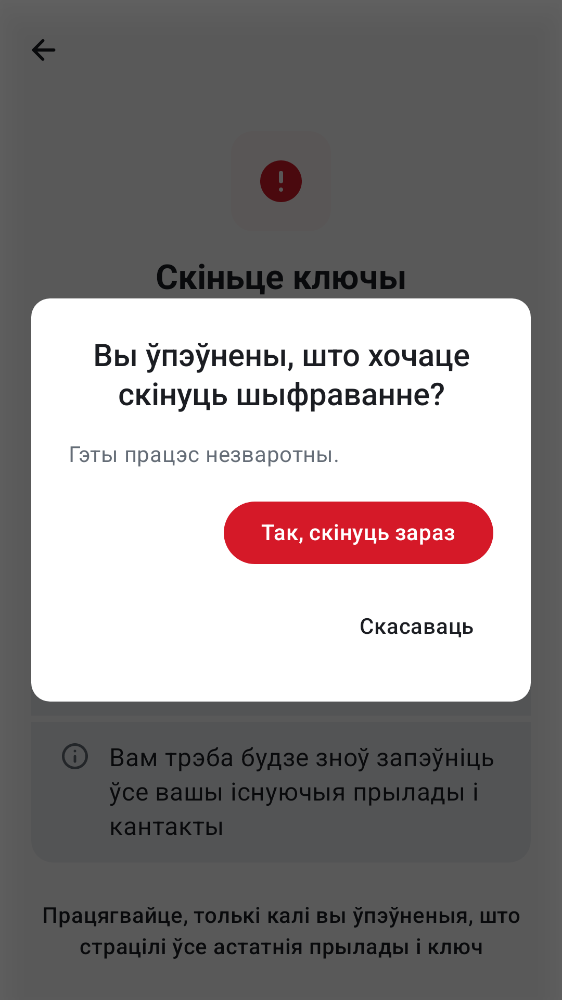 Скіньце ключы
Вы ўпэўнены, што хочаце
скінуць шыфраванне?
Гэты працэс незваротны.
Так, скінуць зараз
Скасаваць
Вам трэба будзе зноў запэўніць
ўсе вашы існуючыя прылады і
кантакты
Працягвайце, толькі калі вы ўпэўненыя, што
страцілі ўсе астатнія прылады і ключ